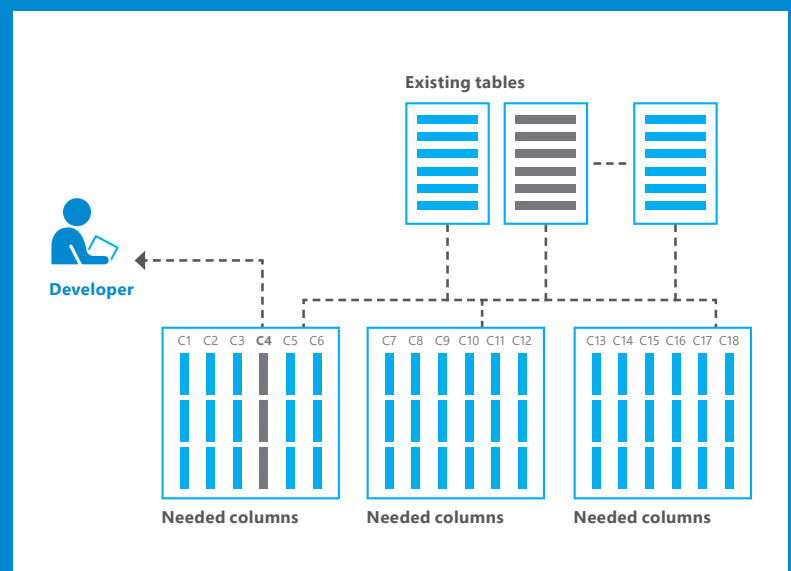 Existing tables
Developer
C1 C2 C3 C4 C5 C6
C7 C8 C9 C10 C11 C12
C13 C14 C15 C16 C17 C18
Needed columns
Needed columns
Needed columns